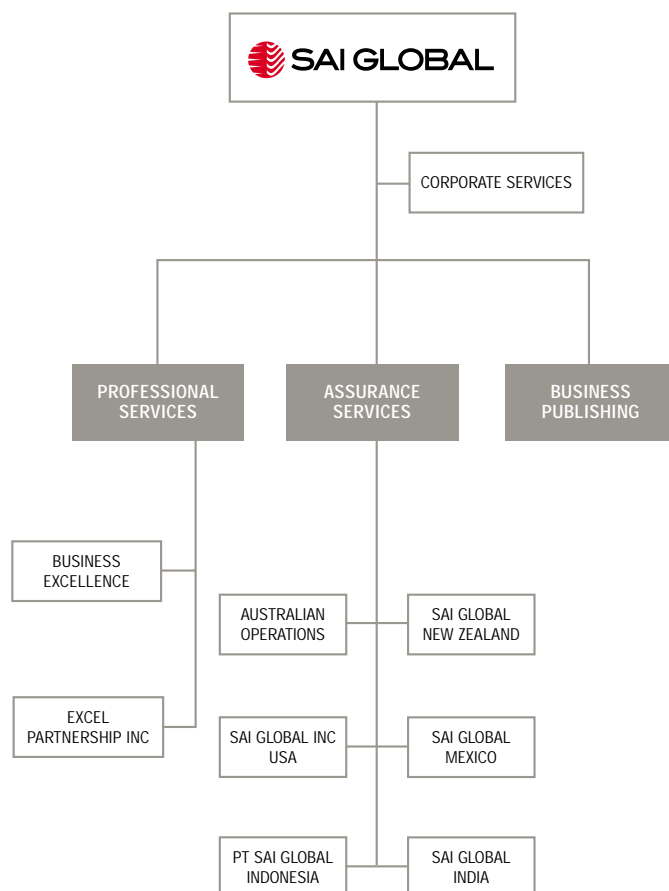 SAI GLOBAL
CORPORATE SERVICES
PROFESSIONAL
SERVICES
ASSURANCE
SERVICES
BUSINESS
PUBLISHING
BUSINESS
EXCELLENCE
EXCEL
PARTNERSHIP INC
AUSTRALIAN
OPERATIONS
SAI GLOBAL
NEW ZEALAND
SAI GLOBAL INC
USA
SAI GLOBAL
MEXICO
PT SAI GLOBAL
INDONESIA
SAI GLOBAL
INDIA